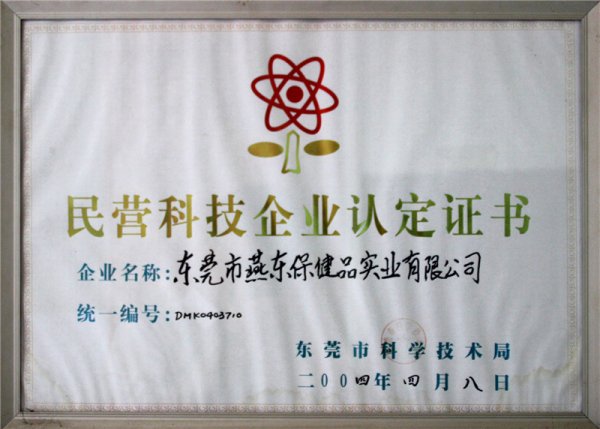 民营科技企业认定证书
企业名称:东莞市燕东保健品实业有限公司
统一编号:DMK0403710
东莞市科学技术局
二00四年四月八日